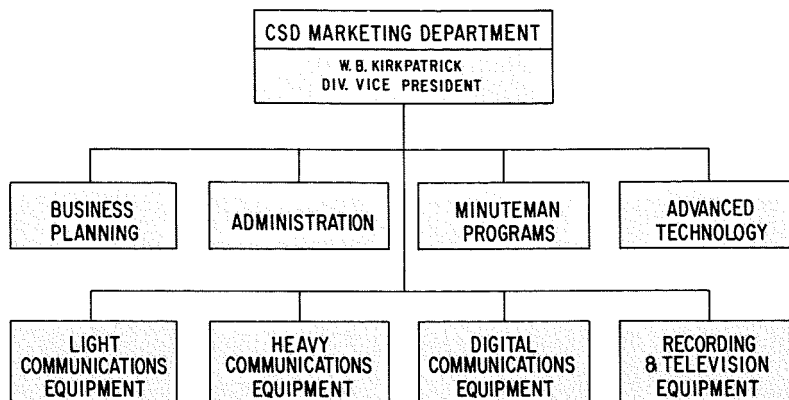 CSD MARKETING DEPARTMENT
W. B. KIRKPATRICK
DIV. VICE PRESIDENT
BUSINESS
PLANNING
ADMINISTRATION
MINUTEMAN
PROGRAMS
ADVANCED
TECHNOLOGY
LIGHT
COMMUNICATIONS
EQUIPMENT
HEAVY
COMMUNICATIONS
EQUIPMENT
DIGITAL
COMMUNICATIONS
EQUIPMENT
RECORDING
& TELEVISION
EQUIPMENT